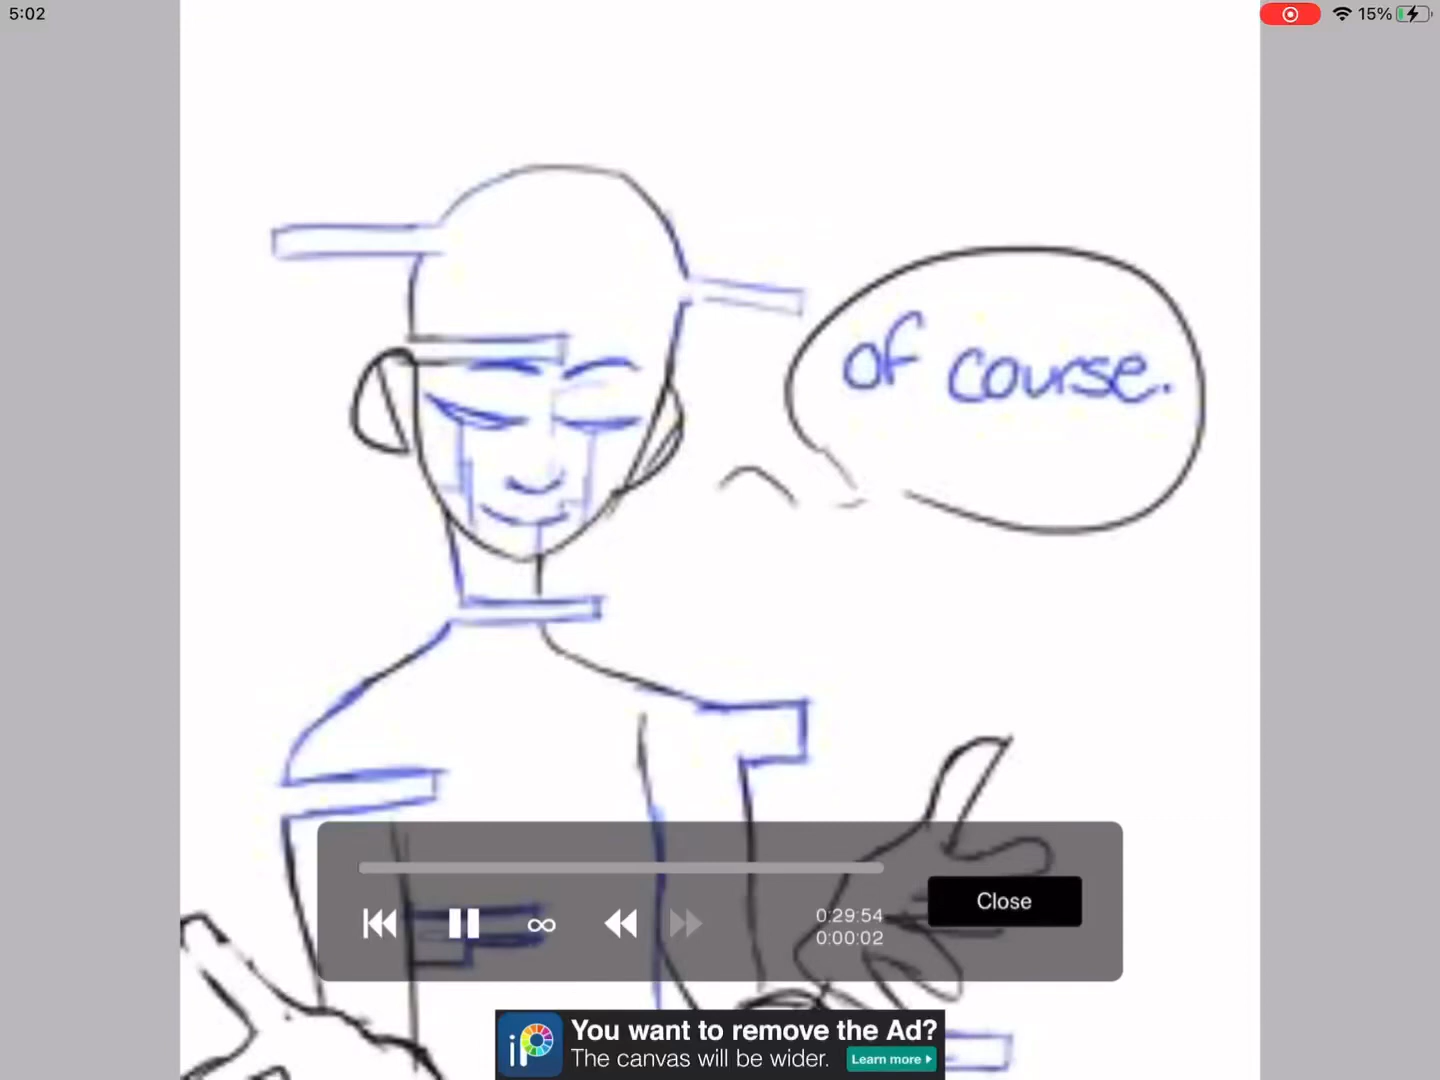 5:02
15%
of course.
0:29:54
0:00:02
Close
You want to remove the Ad?
The canvas will be wider.
Learn more